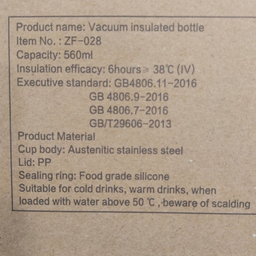 Product name: Vacuum insulated bottle
Item No. : ZF-028
Capacity: 560ml
Insulation efficacy: 6hours≥ 38℃ (IV)
Executive standard: GB4806.11-2016
GB 4806.9-2016
GB 4806.7-2016
GB/T29606-2013
Product Material
Cup body: Austenitic stainless steel
Lid: PP
Sealing ring: Food grade silicone
Suitable for cold drinks, warm drinks, when
loaded with water above 50 ℃ ,beware of scalding